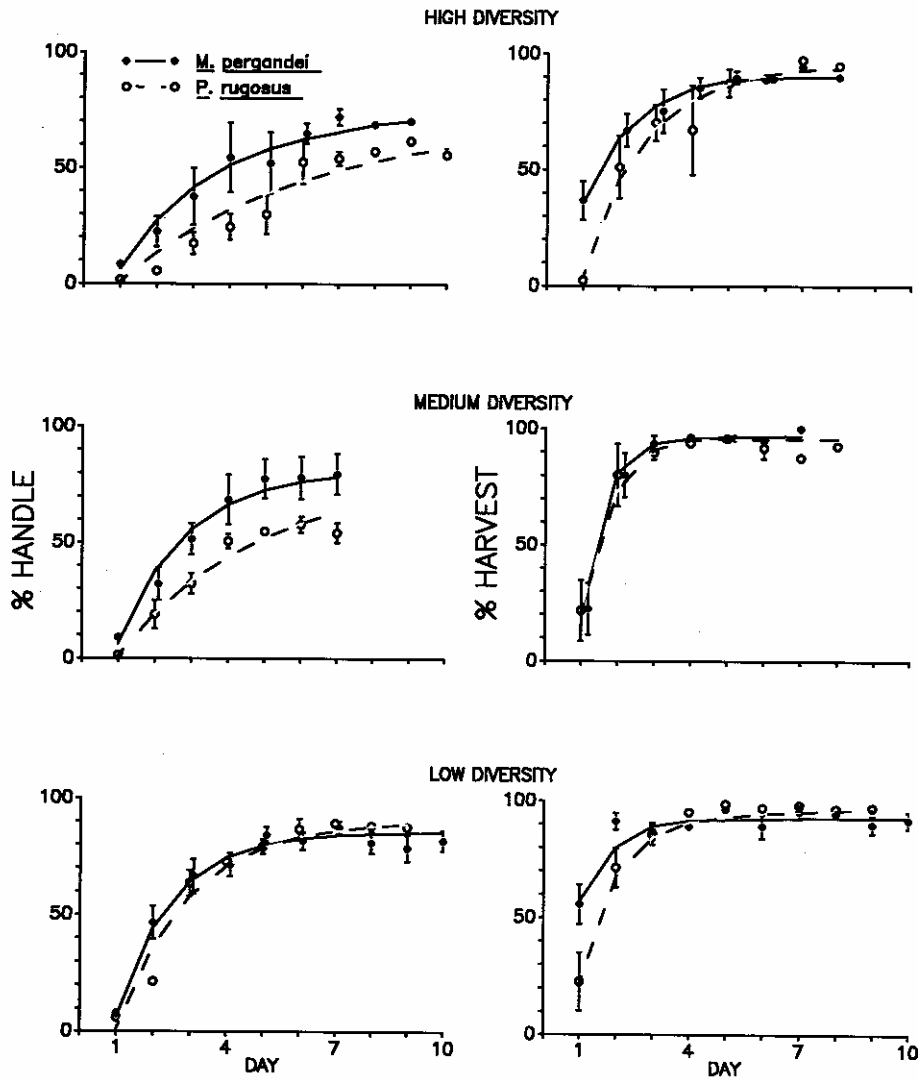 HIGH DIVERSITY
100
50
0
M. pergandei
P. rugosus
100
50
0
MEDIUM DIVERSITY
% HANDLE
100
50
0
% HARVEST
100
50
0
LOW DIVERSITY
100
50
0
1 4 7 10
DAY
100
50
0
1 4 7 10
DAY